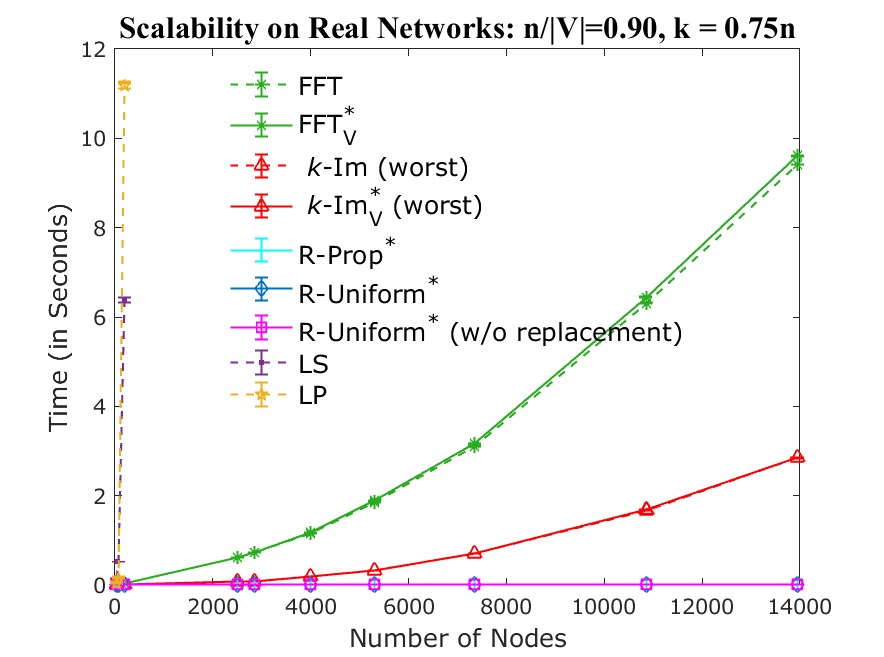 Scalability on Real Networks: n/|V|=0.90, k = 0.75n
12
10
8
6
4
2
0
Time (in Seconds)
FFT
FFT*V
k-Im (worst)
k-Im*V (worst)
R-Prop*
R-Uniform*
R-Uniform* (w/o replacement)
LS
LP
0 2000 4000 6000 8000 10000 12000 14000
Number of Nodes